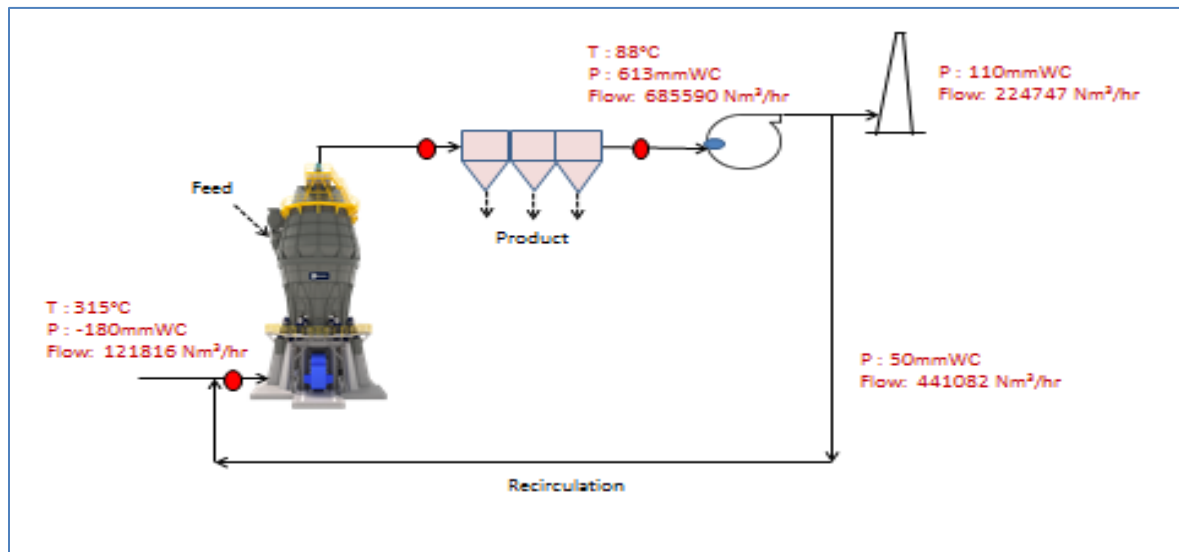 T : 88°C
P : 613mmWC
Flow: 685590 Nm³/hr
P : 110mmWC
Flow: 224747 Nm³/hr
Feed
Product
T : 315°C
P : -180mmWC
Flow: 121816 Nm³/hr
P : 50mmWC
Flow: 441082 Nm³/hr
Recirculation